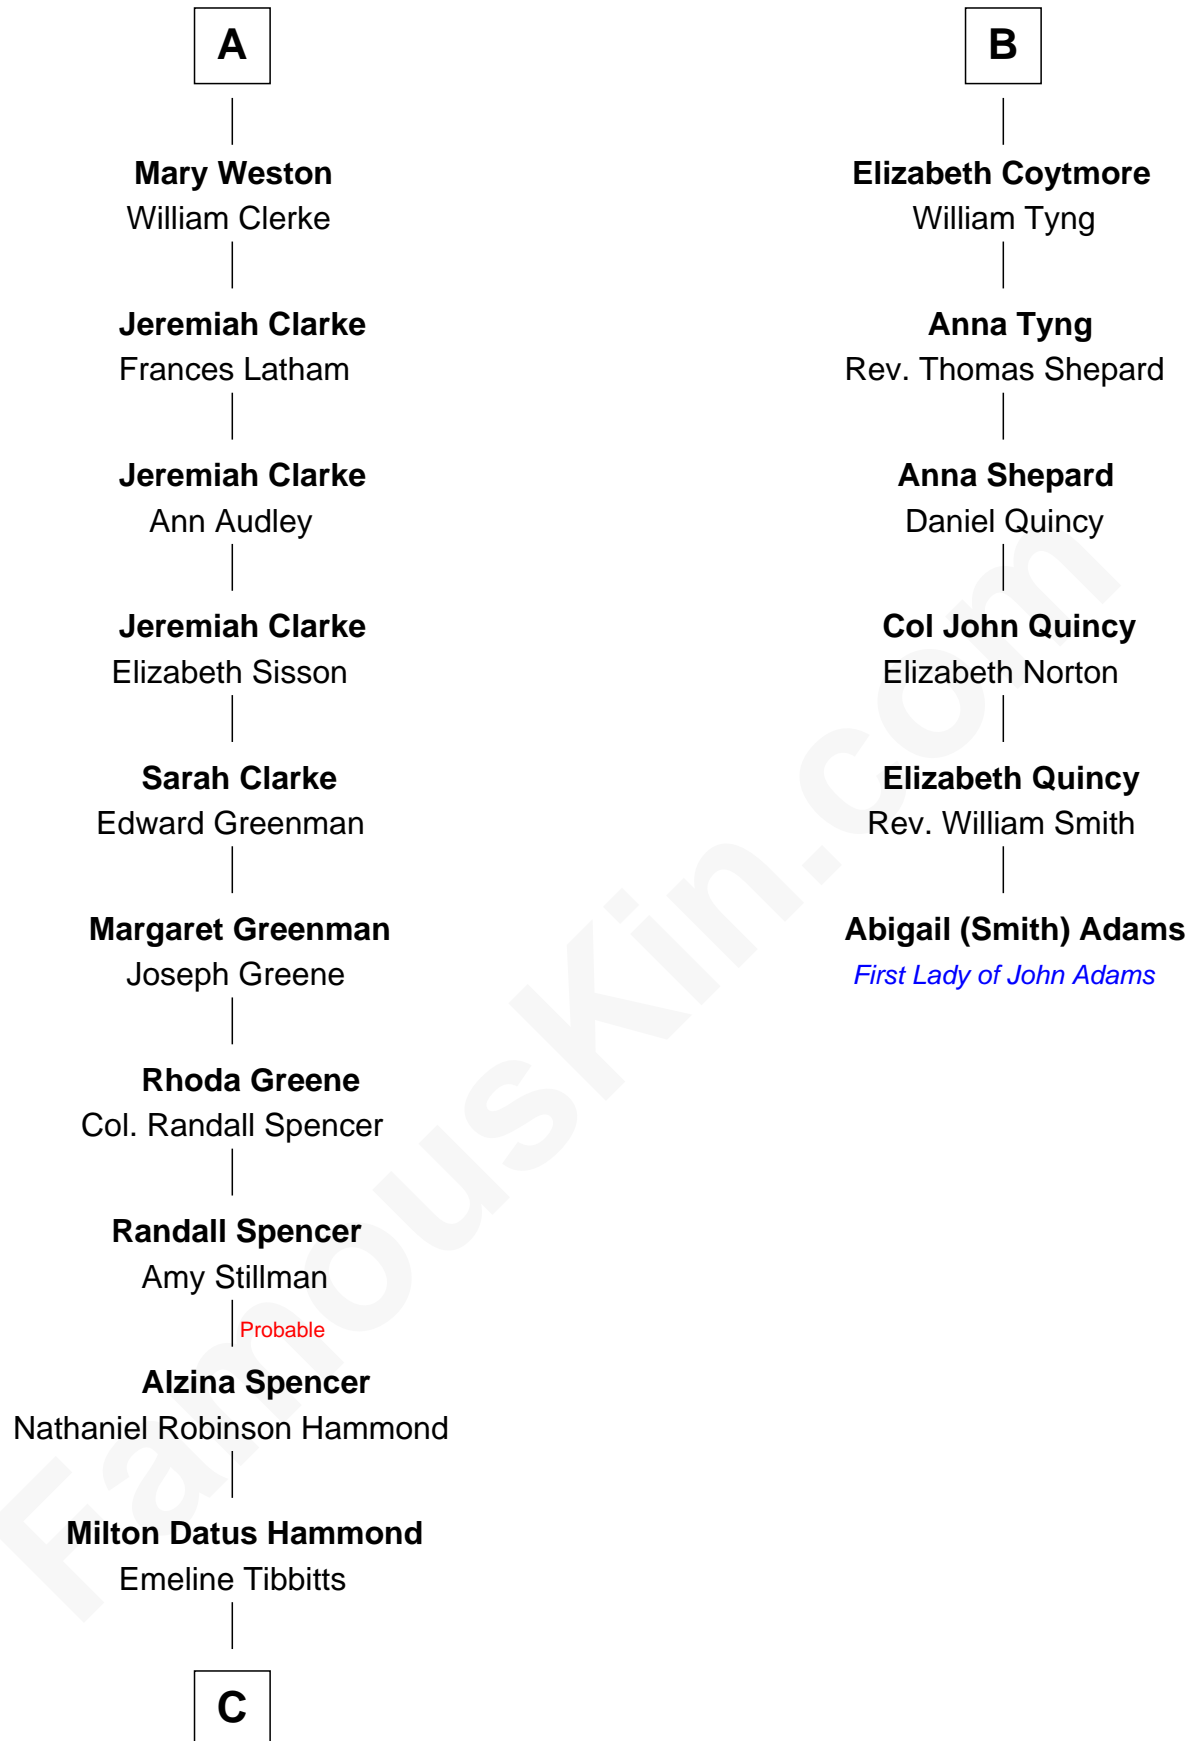 A
Mary Weston
William Clerke
Jeremiah Clarke
Frances Latham
Jeremiah Clarke
Ann Audley
Jeremiah Clarke
Elizabeth Sisson
Sarah Clarke
Edward Greenman
Margaret Greenman
Joseph Greene
Rhoda Greene
Col. Randall Spencer
Randall Spencer
Amy Stillman
Probable
Alzina Spencer
Nathaniel Robinson Hammond
Milton Datus Hammond
Emeline Tibbitts
C
B
Elizabeth Coytmore
William Tyng
Anna Tyng
Rev. Thomas Shepard
Anna Shepard
Daniel Quincy
Col John Quincy
Elizabeth Norton
Elizabeth Quincy
Rev. William Smith
Abigail (Smith) Adams
First Lady of John Adams
FamousKin.com